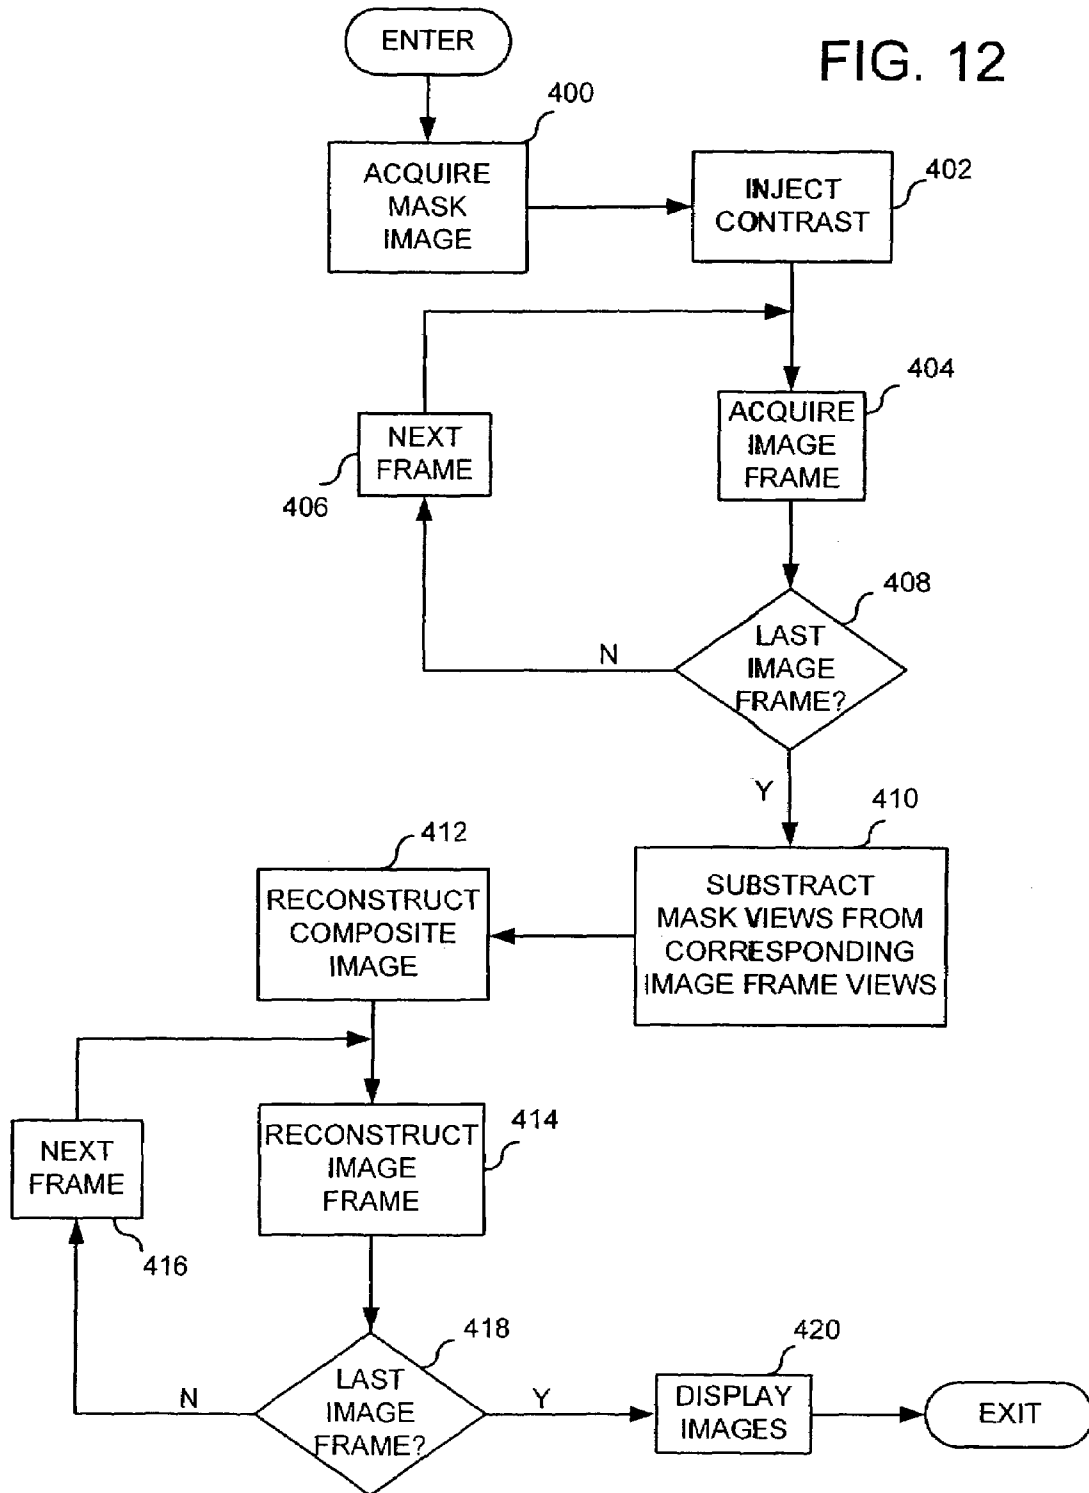 FIG. 12
ENTER
400
ACQUIRE
MASK
IMAGE
402
INJECT
CONTRAST
404
ACQUIRE
IMAGE
FRAME
NEXT
FRAME
406
408
LAST
IMAGE
FRAME?
N
Y
410
SUBSTRACT
MASK VIEWS FROM
CORRESPONDING
IMAGE FRAME VIEWS
412
RECONSTRUCT
COMPOSITE
IMAGE
414
RECONSTRUCT
IMAGE
FRAME
NEXT
FRAME
416
418
LAST
IMAGE
FRAME?
N
Y
420
DISPLAY
IMAGES
EXIT